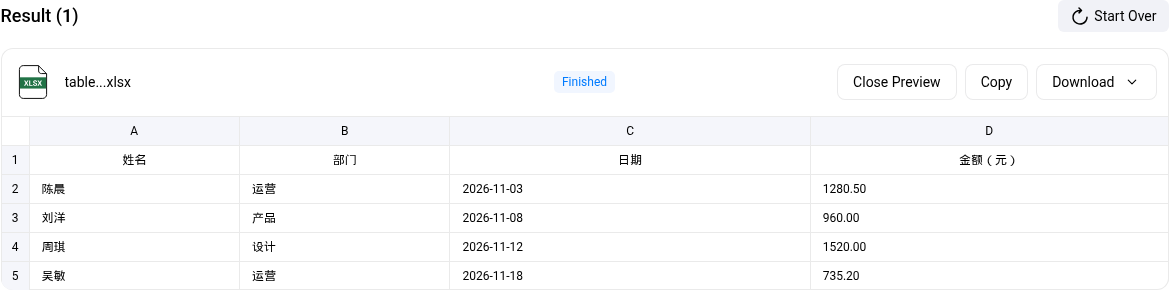 Result (1)
Start Over
XLSX
table...xlsx
Finished
Close Preview
Copy
Download
A B C D
1 姓名 部门 日期 金额（元）
2 陈晨 运营 2026-11-03 1280.50
3 刘洋 产品 2026-11-08 960.00
4 周琪 设计 2026-11-12 1520.00
5 吴敏 运营 2026-11-18 735.20